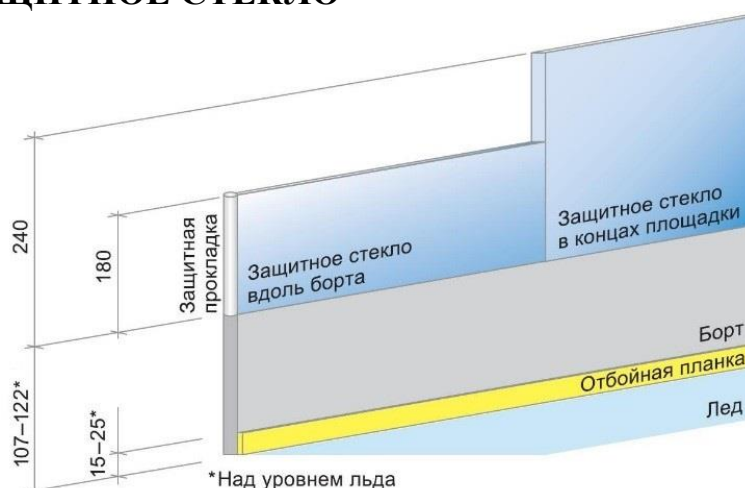 240
180
Защитная
прокладка
Защитное стекло
вдоль борта
Защитное стекло
в концах площадки
Борт
Отбойная планка
Лед
107–122*
15–25*
*Над уровнем льда